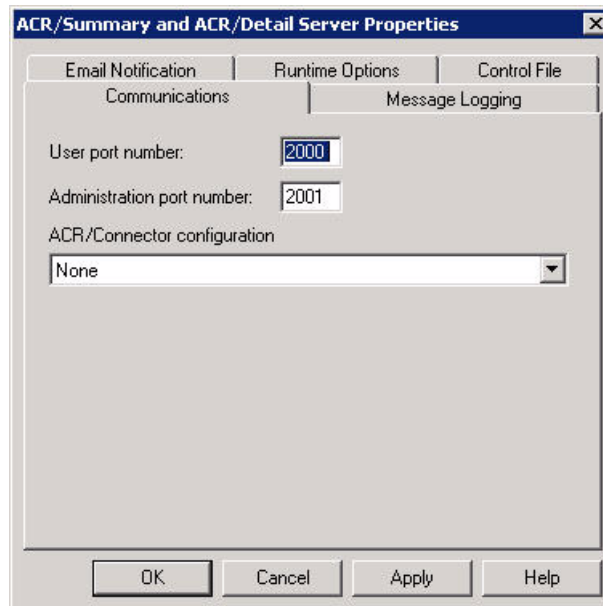 ACR/Summary and ACR/Detail Server Properties
Email Notification Runtime Options Control File
Communications Message Logging
User port number: 2000
Administration port number: 2001
ACR/Connector configuration
None
OK Cancel Apply Help